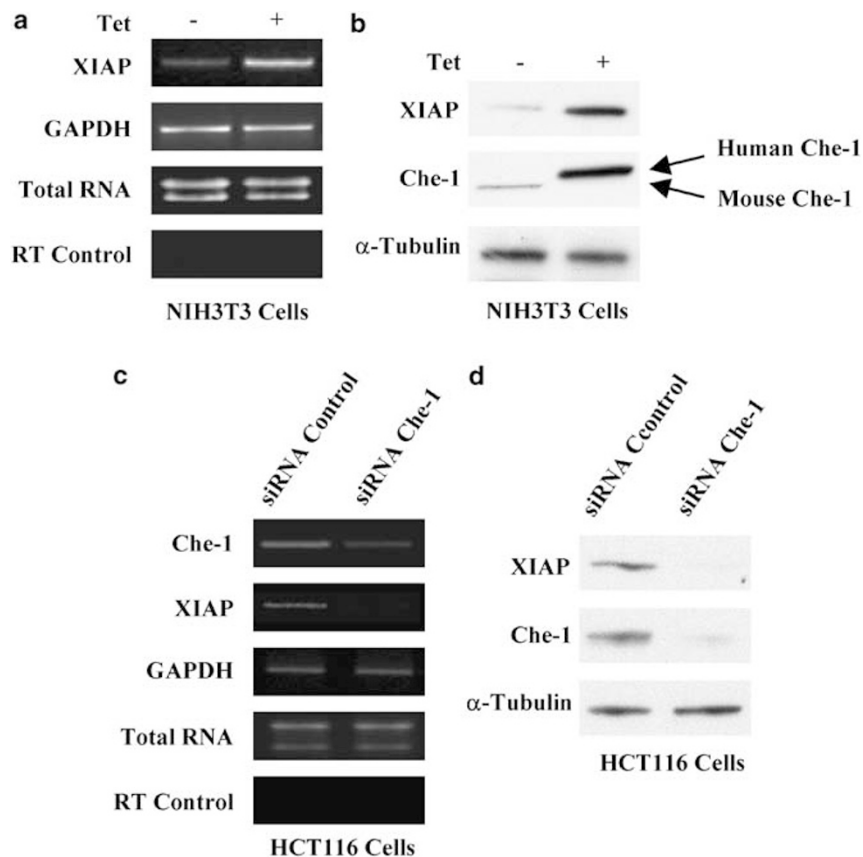 a
Tet - +
XIAP
GAPDH
Total RNA
RT Control
NIH3T3 Cells
b
Tet - +
XIAP
Che-1
Human Che-1
Mouse Che-1
α-Tubulin
NIH3T3 Cells
c
siRNA Control
siRNA Che-1
Che-1
XIAP
GAPDH
Total RNA
RT Control
HCT116 Cells
d
siRNA Ccontrol
siRNA Che-1
XIAP
Che-1
α-Tubulin
HCT116 Cells